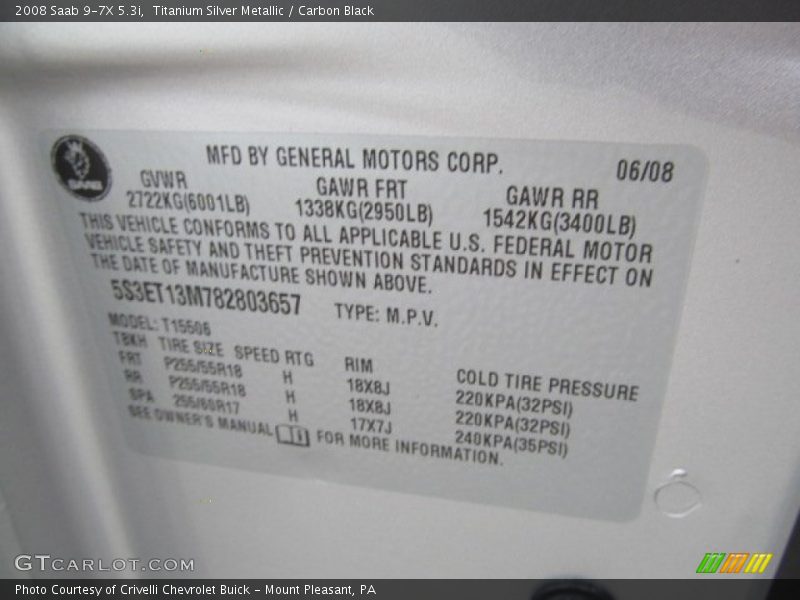 2008 Saab 9-7X 5.3i, Titanium Silver Metallic / Carbon Black
MFD BY GENERAL MOTORS CORP. 06/08
GVWR GAWR FRT GAWR RR
2722KG(6001LB) 1338KG(2950LB) 1542KG(3400LB)
THIS VEHICLE CONFORMS TO ALL APPLICABLE U.S. FEDERAL MOTOR
VEHICLE SAFETY AND THEFT PREVENTION STANDARDS IN EFFECT ON
THE DATE OF MANUFACTURE SHOWN ABOVE.
5S3ET13M782803657 TYPE: M.P.V.
MODEL: T15506
TBKH TIRE SIZE SPEED RTG RIM COLD TIRE PRESSURE
FRT P255/55R18 H 18X8J 220KPA(32PSI)
RR P255/55R18 H 18X8J 220KPA(32PSI)
SPA 255/60R17 H 17X7J 240KPA(35PSI)
SEE OWNER'S MANUAL FOR MORE INFORMATION.
GTCARLOT.COM
Photo Courtesy of Crivelli Chevrolet Buick - Mount Pleasant, PA